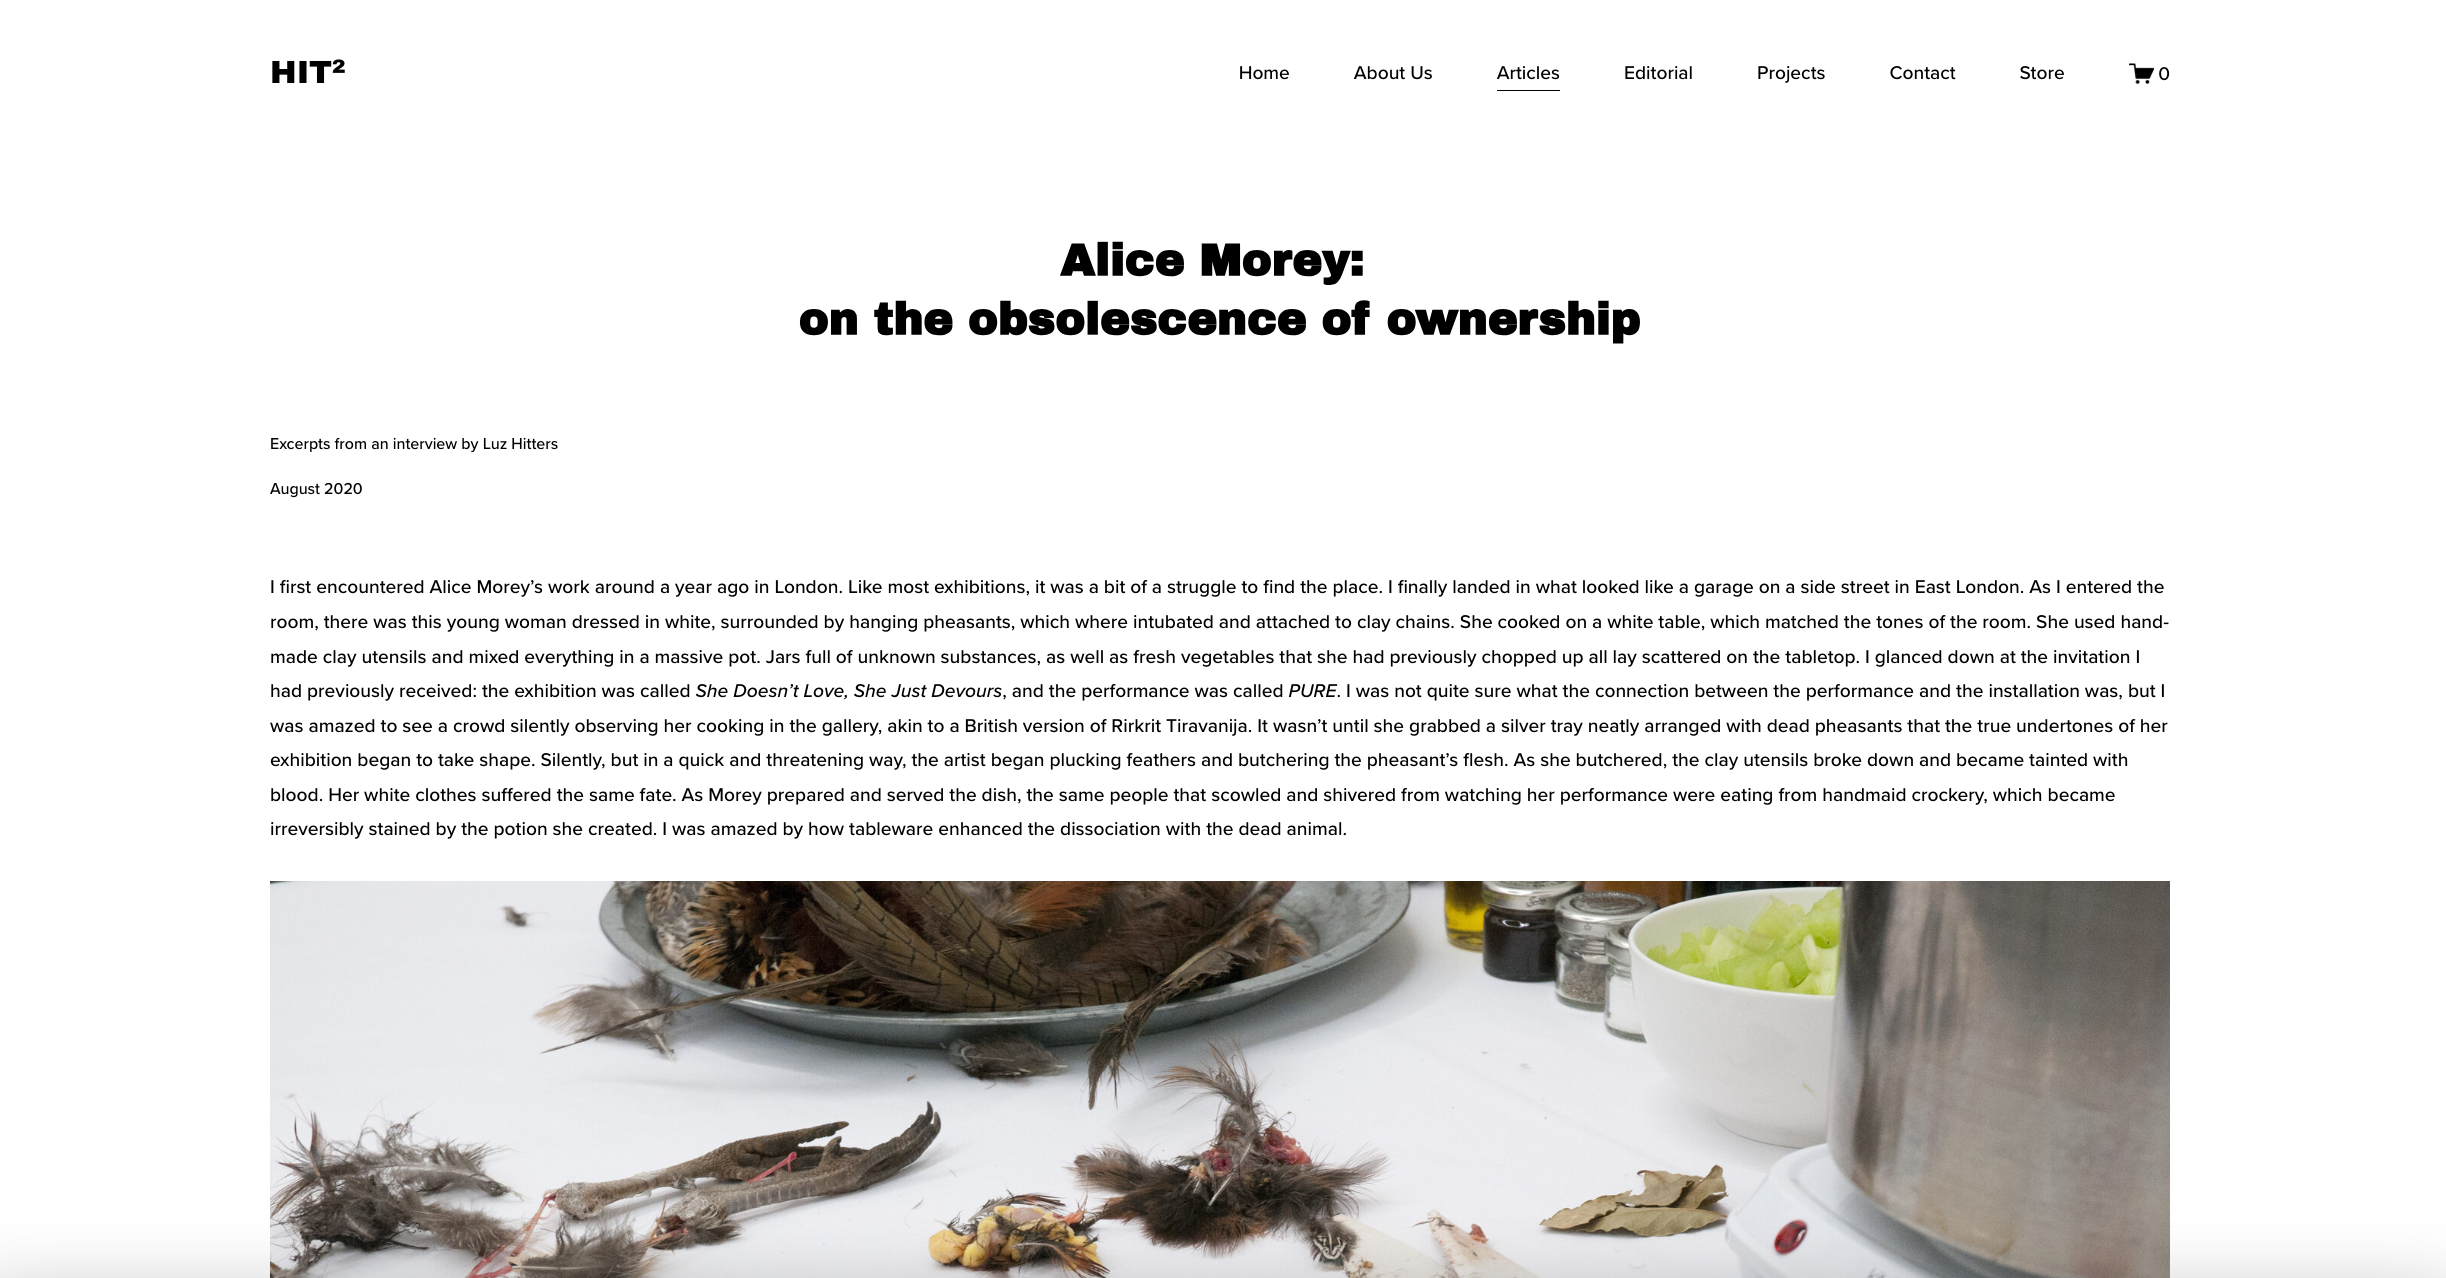 HIT²
Home About Us Articles Editorial Projects Contact Store 0
Alice Morey:
on the obsolescence of ownership
Excerpts from an interview by Luz Hitters
August 2020
I first encountered Alice Morey’s work around a year ago in London. Like most exhibitions, it was a bit of a struggle to find the place. I finally landed in what looked like a garage on a side street in East London. As I entered the
room, there was this young woman dressed in white, surrounded by hanging pheasants, which where intubated and attached to clay chains. She cooked on a white table, which matched the tones of the room. She used hand-
made clay utensils and mixed everything in a massive pot. Jars full of unknown substances, as well as fresh vegetables that she had previously chopped up all lay scattered on the tabletop. I glanced down at the invitation I
had previously received: the exhibition was called She Doesn’t Love, She Just Devours, and the performance was called PURE. I was not quite sure what the connection between the performance and the installation was, but I
was amazed to see a crowd silently observing her cooking in the gallery, akin to a British version of Rirkrit Tiravanija. It wasn’t until she grabbed a silver tray neatly arranged with dead pheasants that the true undertones of her
exhibition began to take shape. Silently, but in a quick and threatening way, the artist began plucking feathers and butchering the pheasant’s flesh. As she butchered, the clay utensils broke down and became tainted with
blood. Her white clothes suffered the same fate. As Morey prepared and served the dish, the same people that scowled and shivered from watching her performance were eating from handmaid crockery, which became
irreversibly stained by the potion she created. I was amazed by how tableware enhanced the dissociation with the dead animal.